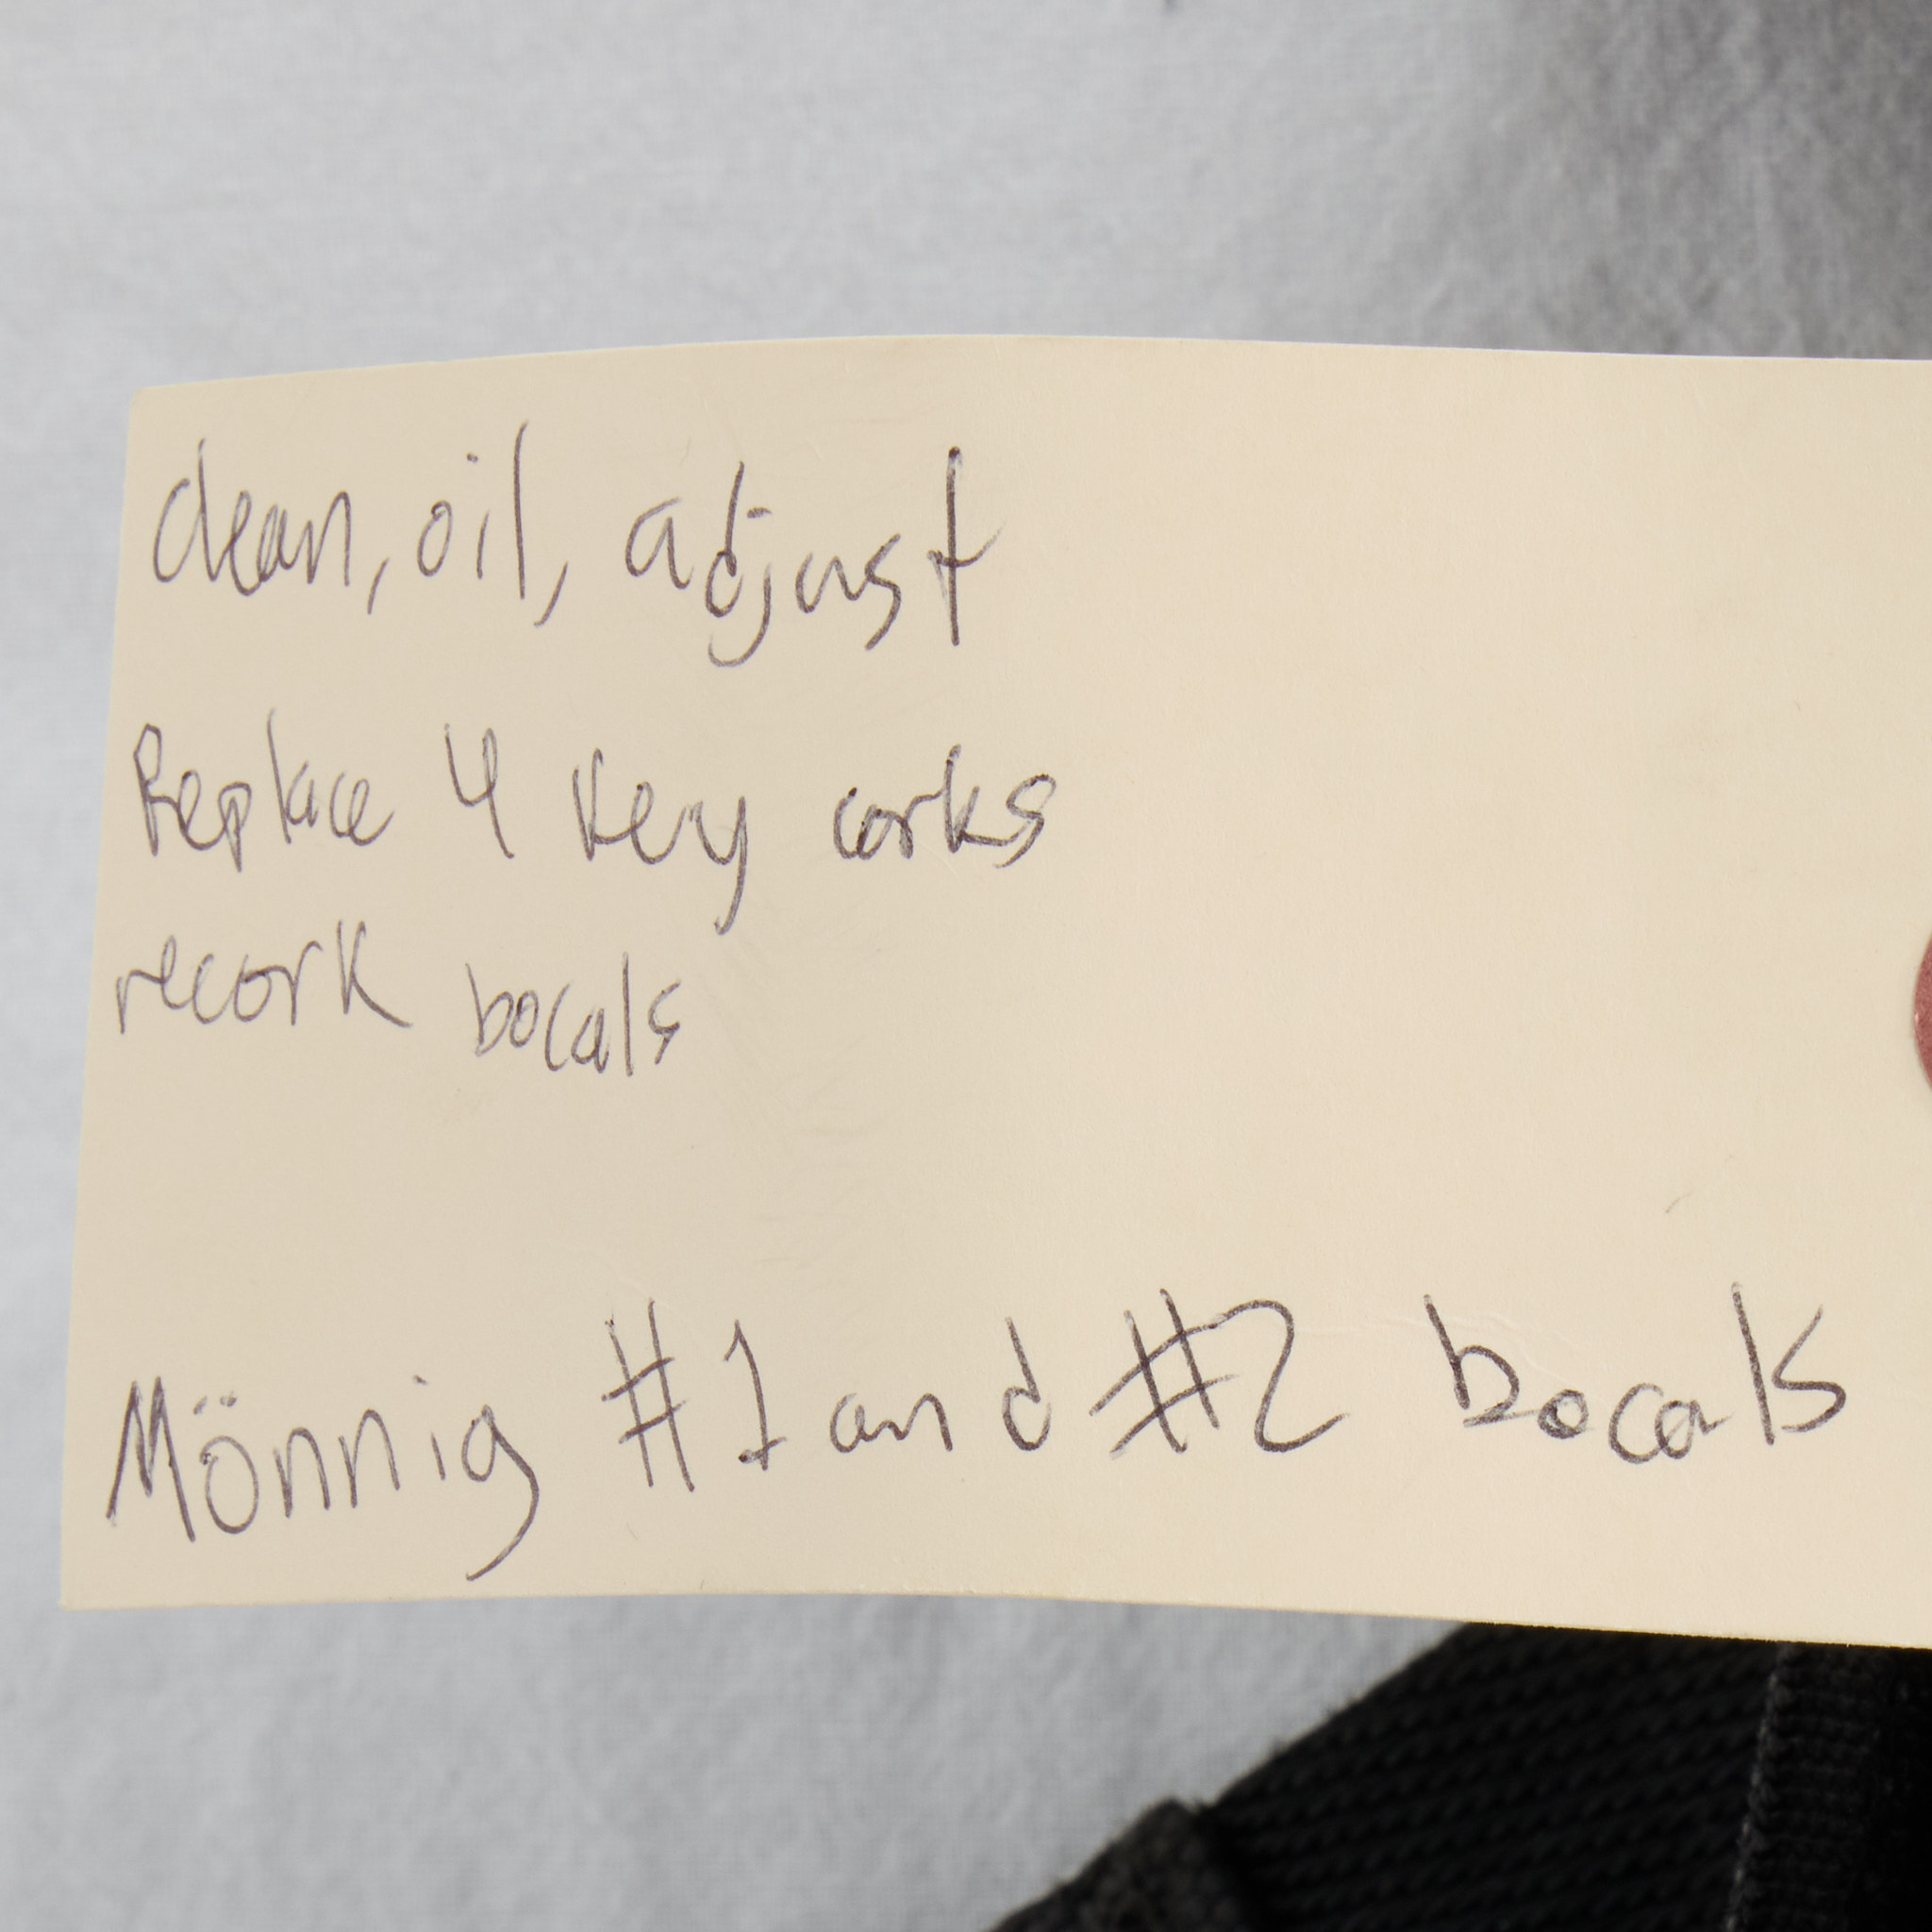 clean, oil, adjust
Replace 4 key corks
recork bocals
Mönnig #1 and #2 bocals